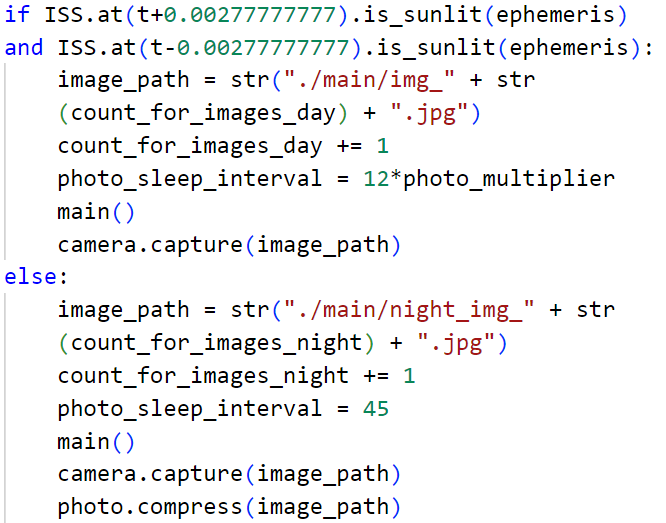 if ISS.at(t+0.00277777777).is_sunlit(ephemeris)
and ISS.at(t-0.00277777777).is_sunlit(ephemeris):
    image_path = str("./main/img_" + str
    (count_for_images_day) + ".jpg")
    count_for_images_day += 1
    photo_sleep_interval = 12*photo_multiplier
    main()
    camera.capture(image_path)
else:
    image_path = str("./main/night_img_" + str
    (count_for_images_night) + ".jpg")
    count_for_images_night += 1
    photo_sleep_interval = 45
    main()
    camera.capture(image_path)
    photo.compress(image_path)